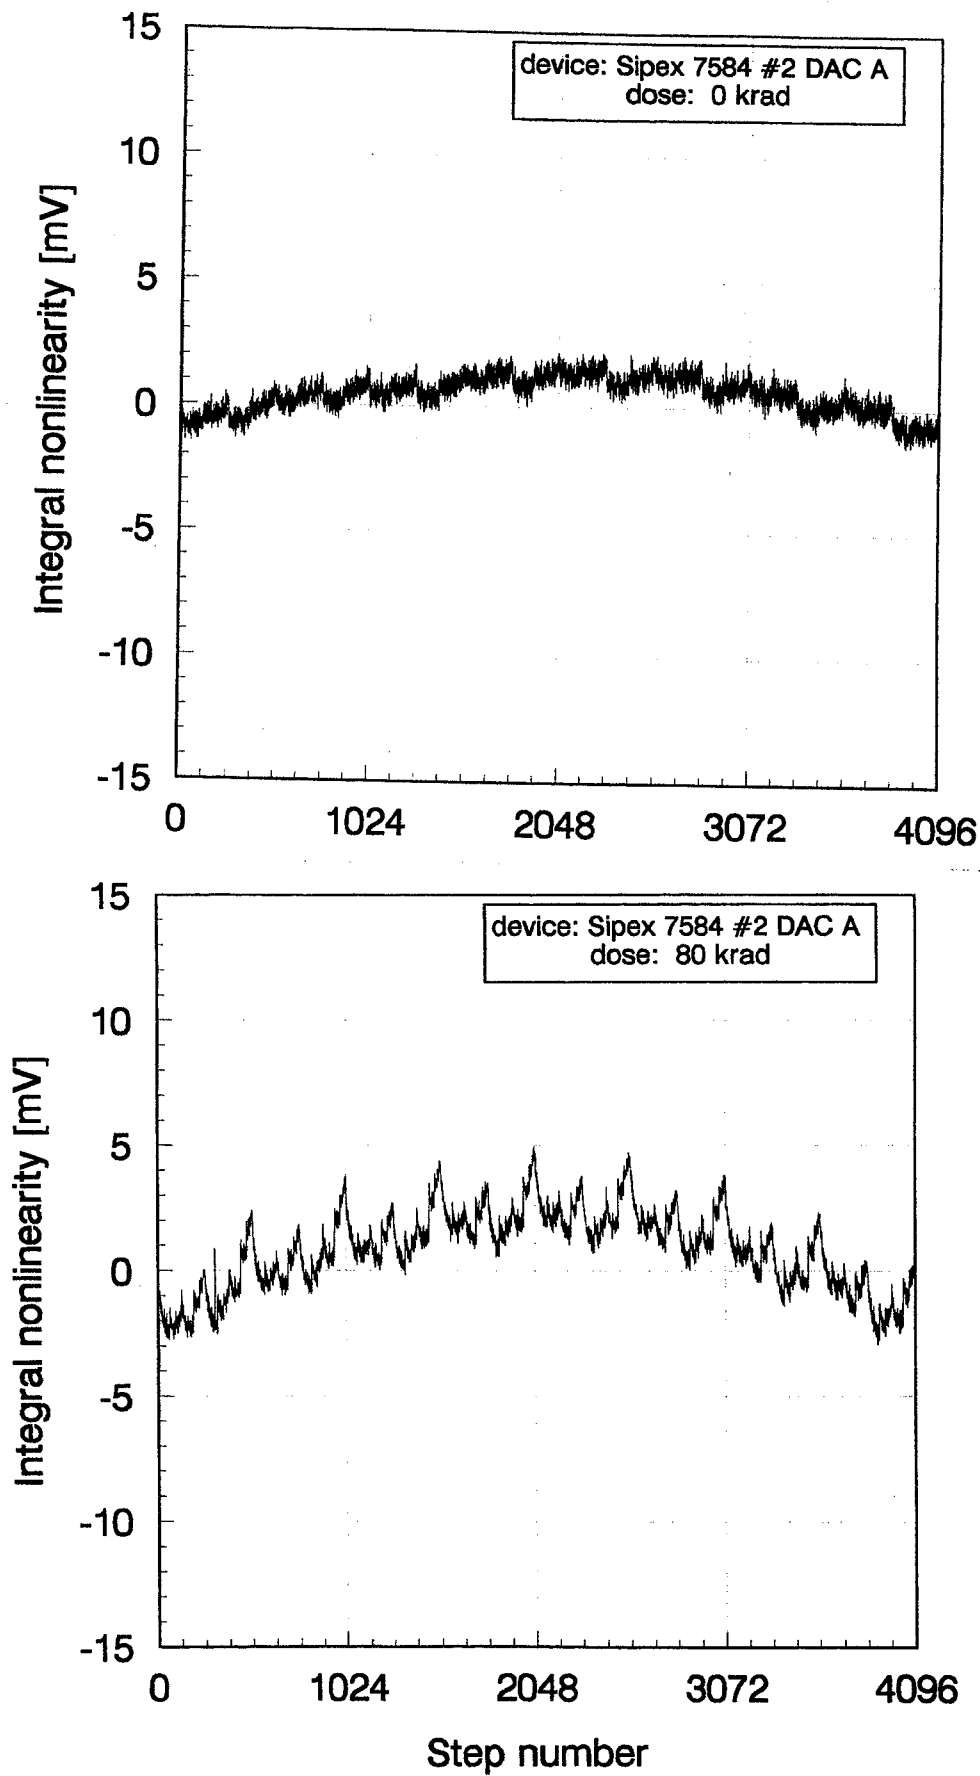 15
device: Sipex 7584 #2 DAC A
dose: 0 krad
10
5
0
-5
-10
-15
Integral nonlinearity [mV]
0 1024 2048 3072 4096
15
device: Sipex 7584 #2 DAC A
dose: 80 krad
10
5
0
-5
-10
-15
Integral nonlinearity [mV]
0 1024 2048 3072 4096
Step number